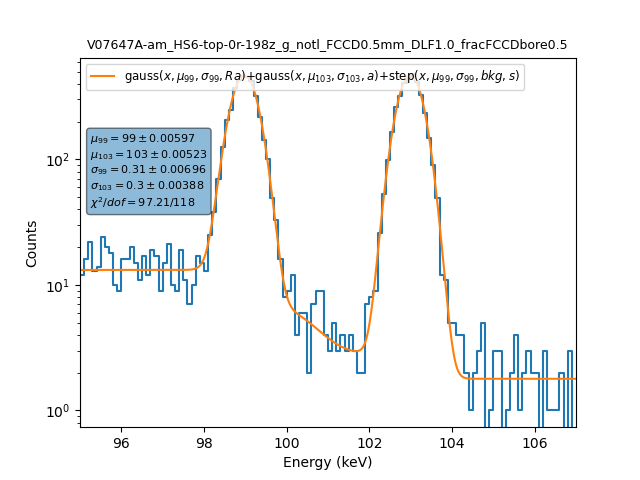 V07647A-am_HS6-top-0r-198z_g_notl_FCCD0.5mm_DLF1.0_fracFCCDbore0.5
gauss(x, μ₉₉, σ₉₉, Ra)+gauss(x, μ₁₀₃, σ₁₀₃, a)+step(x, μ₉₉, σ₉₉, bkg, s)
μ₉₉ = 99 ± 0.00597
μ₁₀₃ = 103 ± 0.00523
σ₉₉ = 0.31 ± 0.00696
σ₁₀₃ = 0.3 ± 0.00388
χ²/dof = 97.21/118
10²
10¹
10⁰
Counts
96 98 100 102 104 106
Energy (keV)